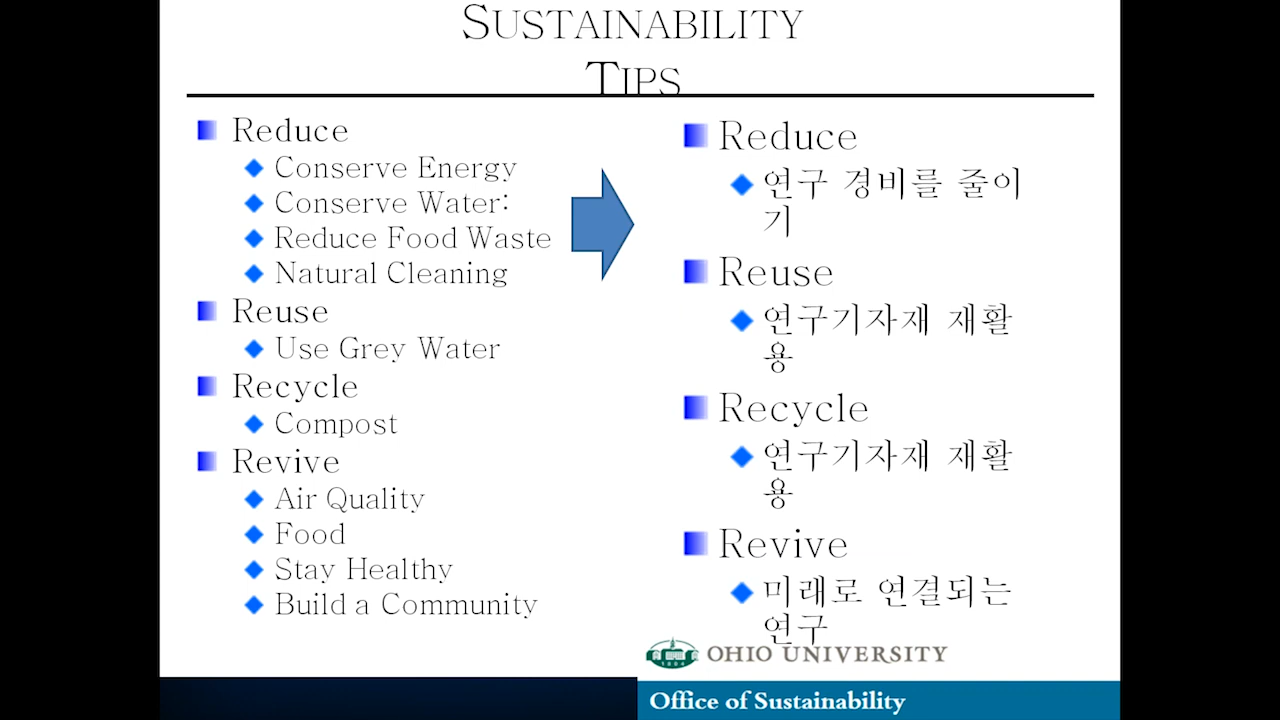 SUSTAINABILITY
TIPS
Reduce
Conserve Energy
Conserve Water:
Reduce Food Waste
Natural Cleaning
Reuse
Use Grey Water
Recycle
Compost
Revive
Air Quality
Food
Stay Healthy
Build a Community
Reduce
연구 경비를 줄이
기
Reuse
연구기자재 재활
용
Recycle
연구기자재 재활
용
Revive
미래로 연결되는
연구
1804
OHIO UNIVERSITY
Office of Sustainability